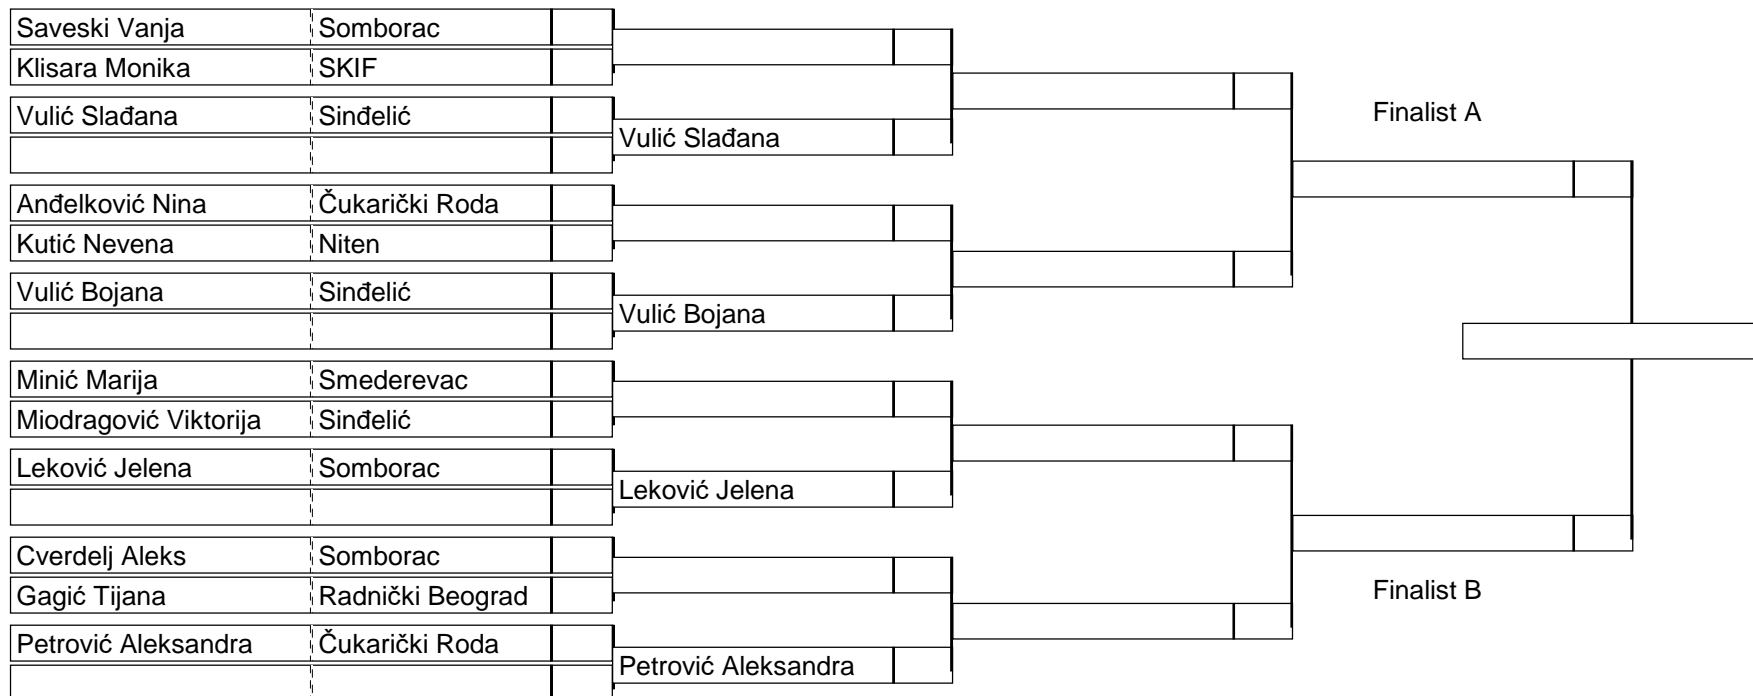 Saveski Vanja Somborac
Klisara Monika SKIF
Vulić Slađana Sinđelić
Finalist A
Vulić Slađana
Anđelković Nina Čukarički Roda
Kutić Nevena Niten
Vulić Bojana Sinđelić
Vulić Bojana
Minić Marija Smederevac
Miodragović Viktorija Sinđelić
Leković Jelena Somborac
Leković Jelena
Cverdelj Aleks Somborac
Gagić Tijana Radnički Beograd
Finalist B
Petrović Aleksandra Čukarički Roda
Petrović Aleksandra